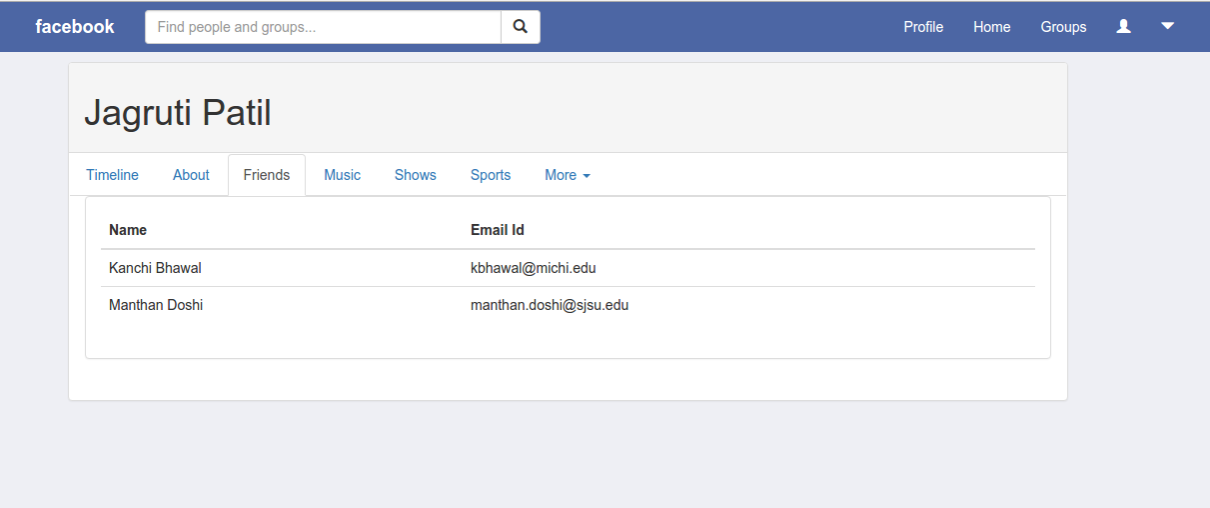 facebook Find people and groups... Profile Home Groups
Jagruti Patil
Timeline About Friends Music Shows Sports More
Name Email Id
Kanchi Bhawal kbhawal@michi.edu
Manthan Doshi manthan.doshi@sjsu.edu